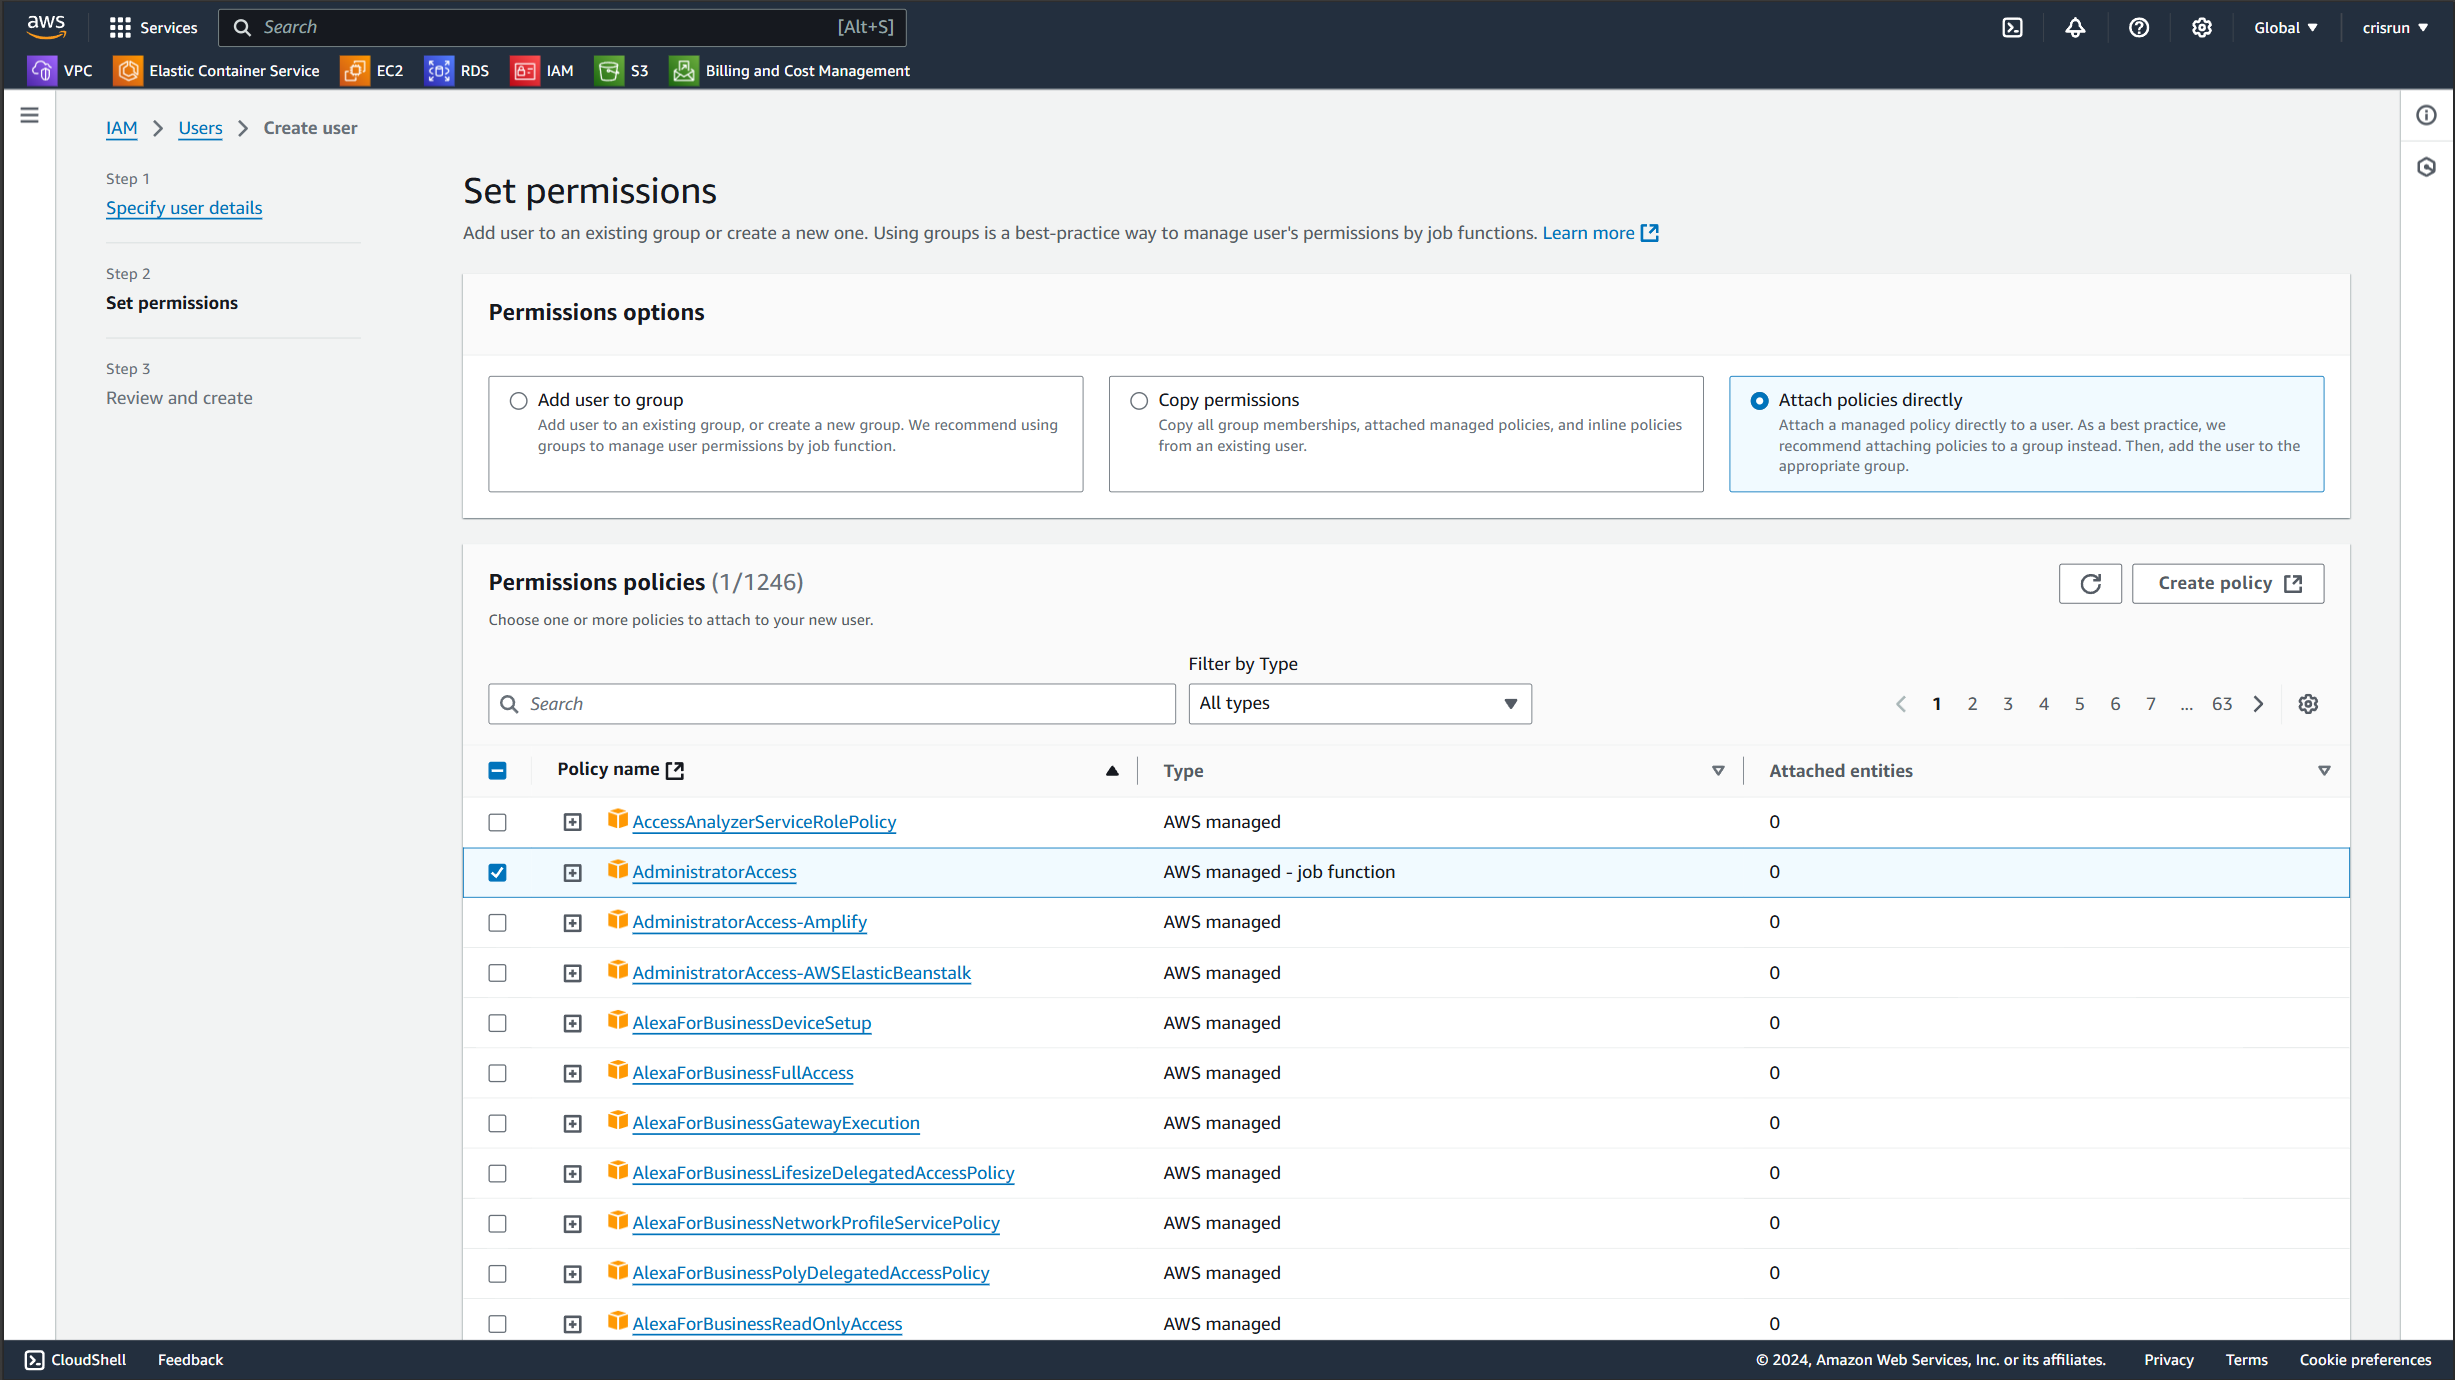 aws Services Search [Alt+S] Global crisrun
VPC Elastic Container Service EC2 RDS IAM S3 Billing and Cost Management
IAM Users Create user
Step 1
Specify user details
Step 2
Set permissions
Step 3
Review and create
Set permissions
Add user to an existing group or create a new one. Using groups is a best-practice way to manage user's permissions by job functions. Learn more
Permissions options
Add user to group
Add user to an existing group, or create a new group. We recommend using
groups to manage user permissions by job function.
Copy permissions
Copy all group memberships, attached managed policies, and inline policies
from an existing user.
Attach policies directly
Attach a managed policy directly to a user. As a best practice, we
recommend attaching policies to a group instead. Then, add the user to the
appropriate group.
Permissions policies (1/1246)
Create policy
Choose one or more policies to attach to your new user.
Filter by Type
Search All types 1 2 3 4 5 6 7 ... 63
Policy name Type Attached entities
AccessAnalyzerServiceRolePolicy AWS managed 0
AdministratorAccess AWS managed - job function 0
AdministratorAccess-Amplify AWS managed 0
AdministratorAccess-AWSElasticBeanstalk AWS managed 0
AlexaForBusinessDeviceSetup AWS managed 0
AlexaForBusinessFullAccess AWS managed 0
AlexaForBusinessGatewayExecution AWS managed 0
AlexaForBusinessLifesizeDelegatedAccessPolicy AWS managed 0
AlexaForBusinessNetworkProfileServicePolicy AWS managed 0
AlexaForBusinessPolyDelegatedAccessPolicy AWS managed 0
AlexaForBusinessReadOnlyAccess AWS managed 0
CloudShell Feedback © 2024, Amazon Web Services, Inc. or its affiliates. Privacy Terms Cookie preferences